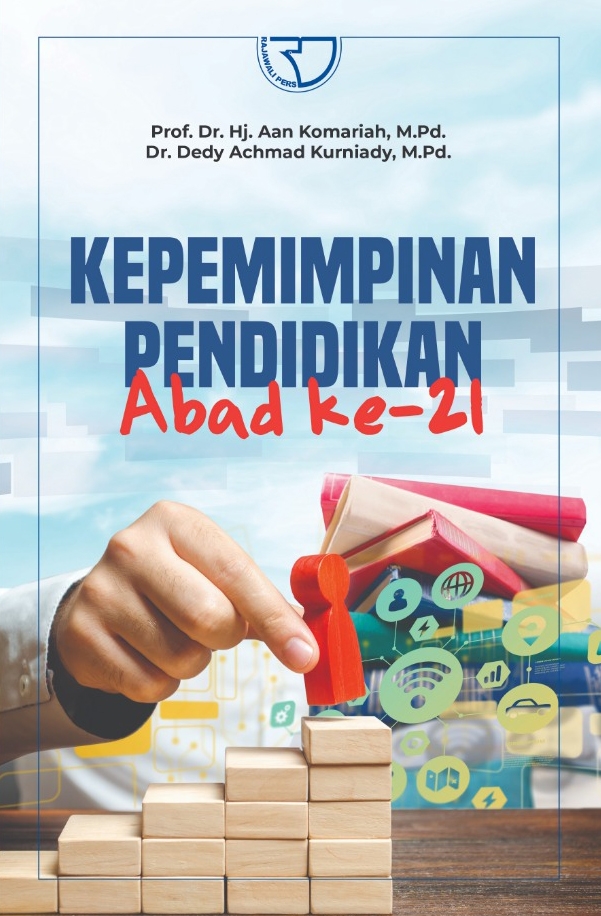 RAJAWALI PERS
Prof. Dr. Hj. Aan Komariah, M.Pd.
Dr. Dedy Achmad Kurniady, M.Pd.
KEPEMIMPINAN
PENDIDIKAN
Abad ke-21